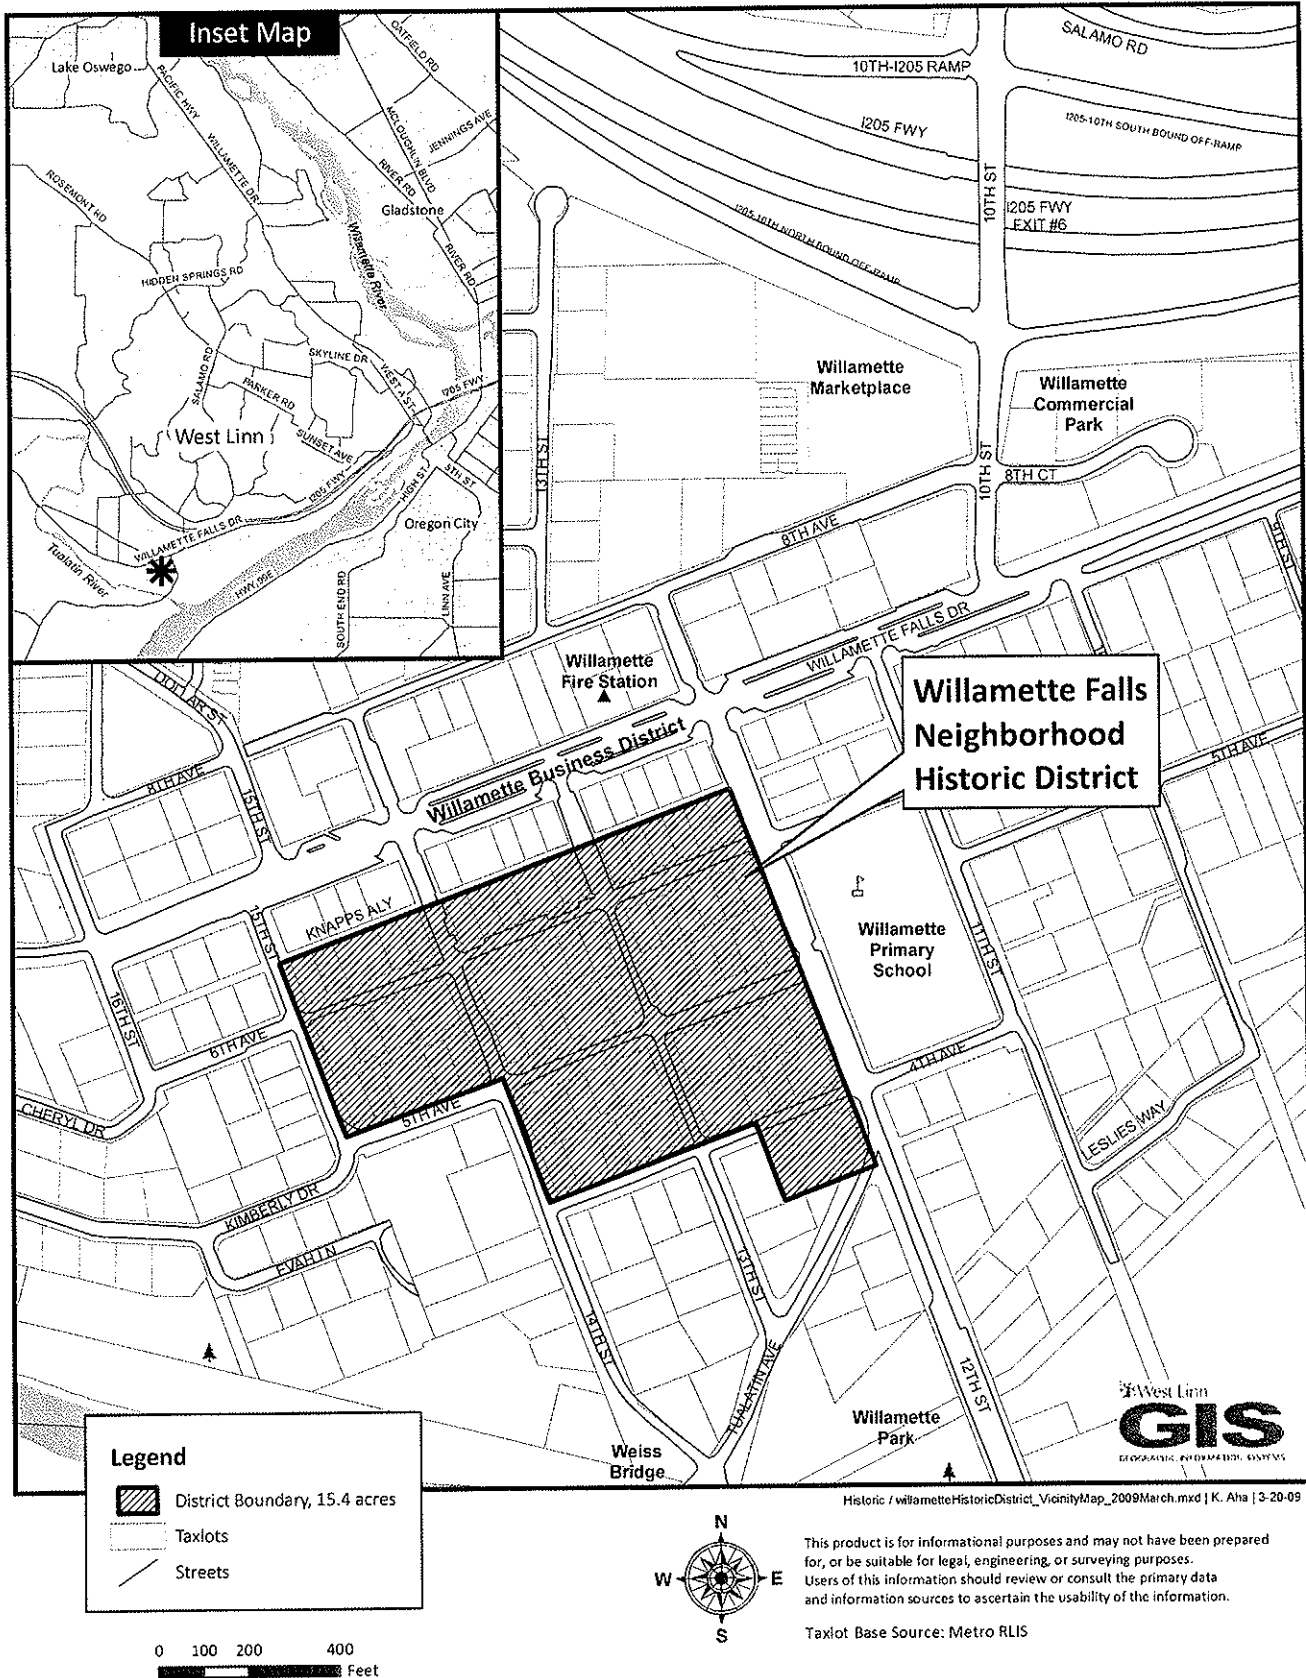 Inset Map
Lake Oswego
OATFIELD RD
PACIFIC HWY
MCLOUGHLIN BLVD
JENNINGS AVE
WILLAMETTE DR
RIVER RD
ROSEMONT RD
Gladstone
Willamette River
RIVER RD
HIDDEN SPRINGS RD
SKYLINE DR
SALAMO RD
WEST A ST
PARKER RD
I205 FWY
West Linn
SUNSET AVE
I205 FWY
HIGH ST
5TH ST
WILLAMETTE FALLS DR
Oregon City
Tualatin River
HWY 99E
SOUTH END RD
LINN AVE
SALAMO RD
10TH-I205 RAMP
I205 FWY
I205-10TH SOUTH BOUND OFF-RAMP
10TH ST
I205 FWY
EXIT #6
I205-10TH NORTH BOUND OFF-RAMP
Willamette
Marketplace
Willamette
Commercial
Park
13TH ST
10TH ST
8TH CT
8TH AVE
WILLAMETTE FALLS DR
Willamette
Fire Station
DOLLAR ST
Willamette Falls
Neighborhood
Historic District
5TH AVE
8TH AVE
15TH ST
Willamette Business District
KNAPPS ALY
15TH ST
Willamette
Primary
School
11TH ST
16TH ST
6TH AVE
4TH AVE
CHERYL DR
5TH AVE
LESLIES WAY
KIMBERLY DR
EVAH LN
13TH ST
14TH ST
TUALATIN AVE
12TH ST
Willamette
Park
Weiss
Bridge
West Linn
GIS
GEOGRAPHIC INFORMATION SYSTEMS
Legend
District Boundary, 15.4 acres
Taxlots
Streets
Historic / willametteHistoricDistrict_VicinityMap_2009March.mxd | K. Aha | 3-20-09
N
W E
S
This product is for informational purposes and may not have been prepared
for, or be suitable for legal, engineering, or surveying purposes.
Users of this information should review or consult the primary data
and information sources to ascertain the usability of the information.
Taxlot Base Source: Metro RLIS
0 100 200 400
Feet